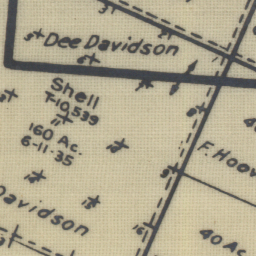 Dee Davidson
Shell
T-10,539
160 Ac.
6-11-35
F. Hoov
Davidson
40 Ac